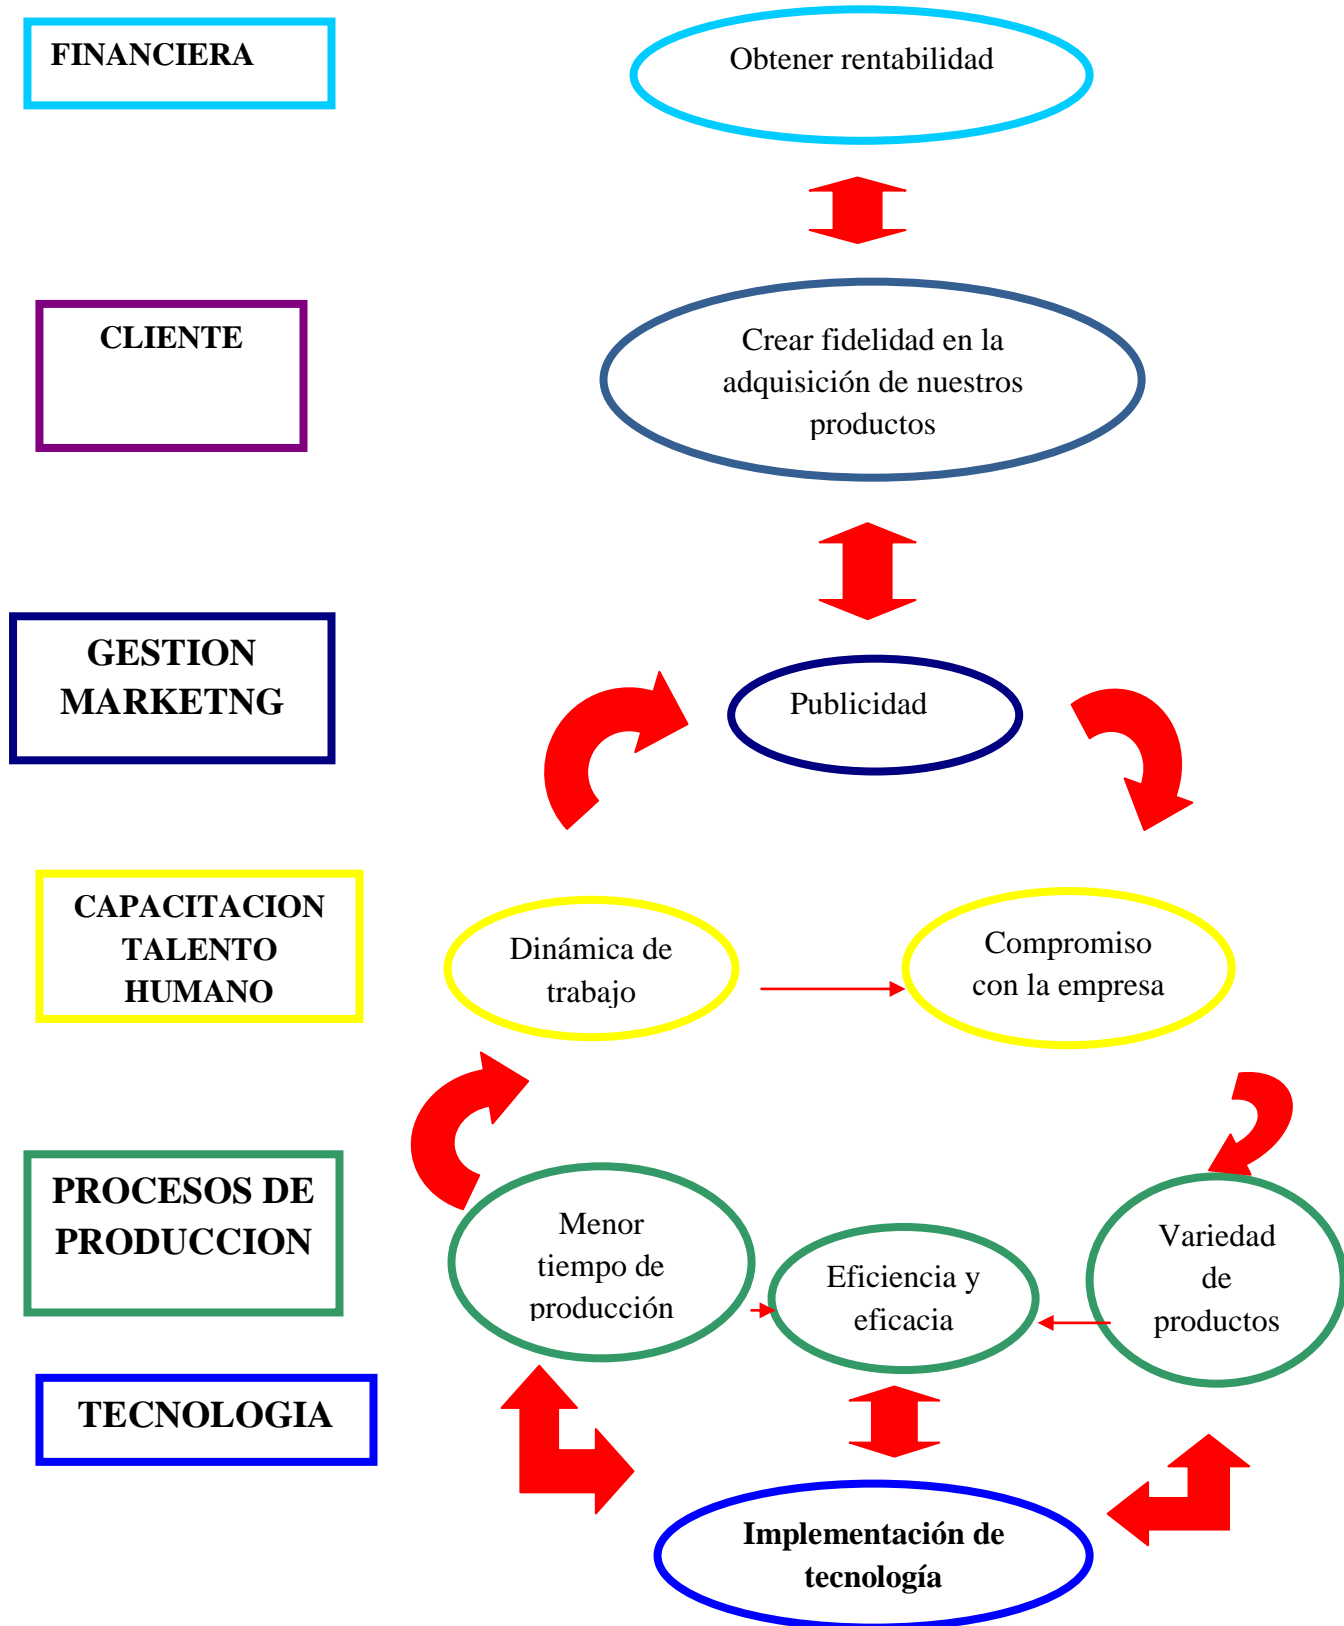 FINANCIERA
Obtener rentabilidad
CLIENTE
Crear fidelidad en la
adquisición de nuestros
productos
GESTION
MARKETNG
Publicidad
CAPACITACION
TALENTO
HUMANO
Dinámica de
trabajo
Compromiso
con la empresa
PROCESOS DE
PRODUCCION
Menor
tiempo de
producción
Eficiencia y
eficacia
Variedad
de
productos
TECNOLOGIA
Implementación de
tecnología